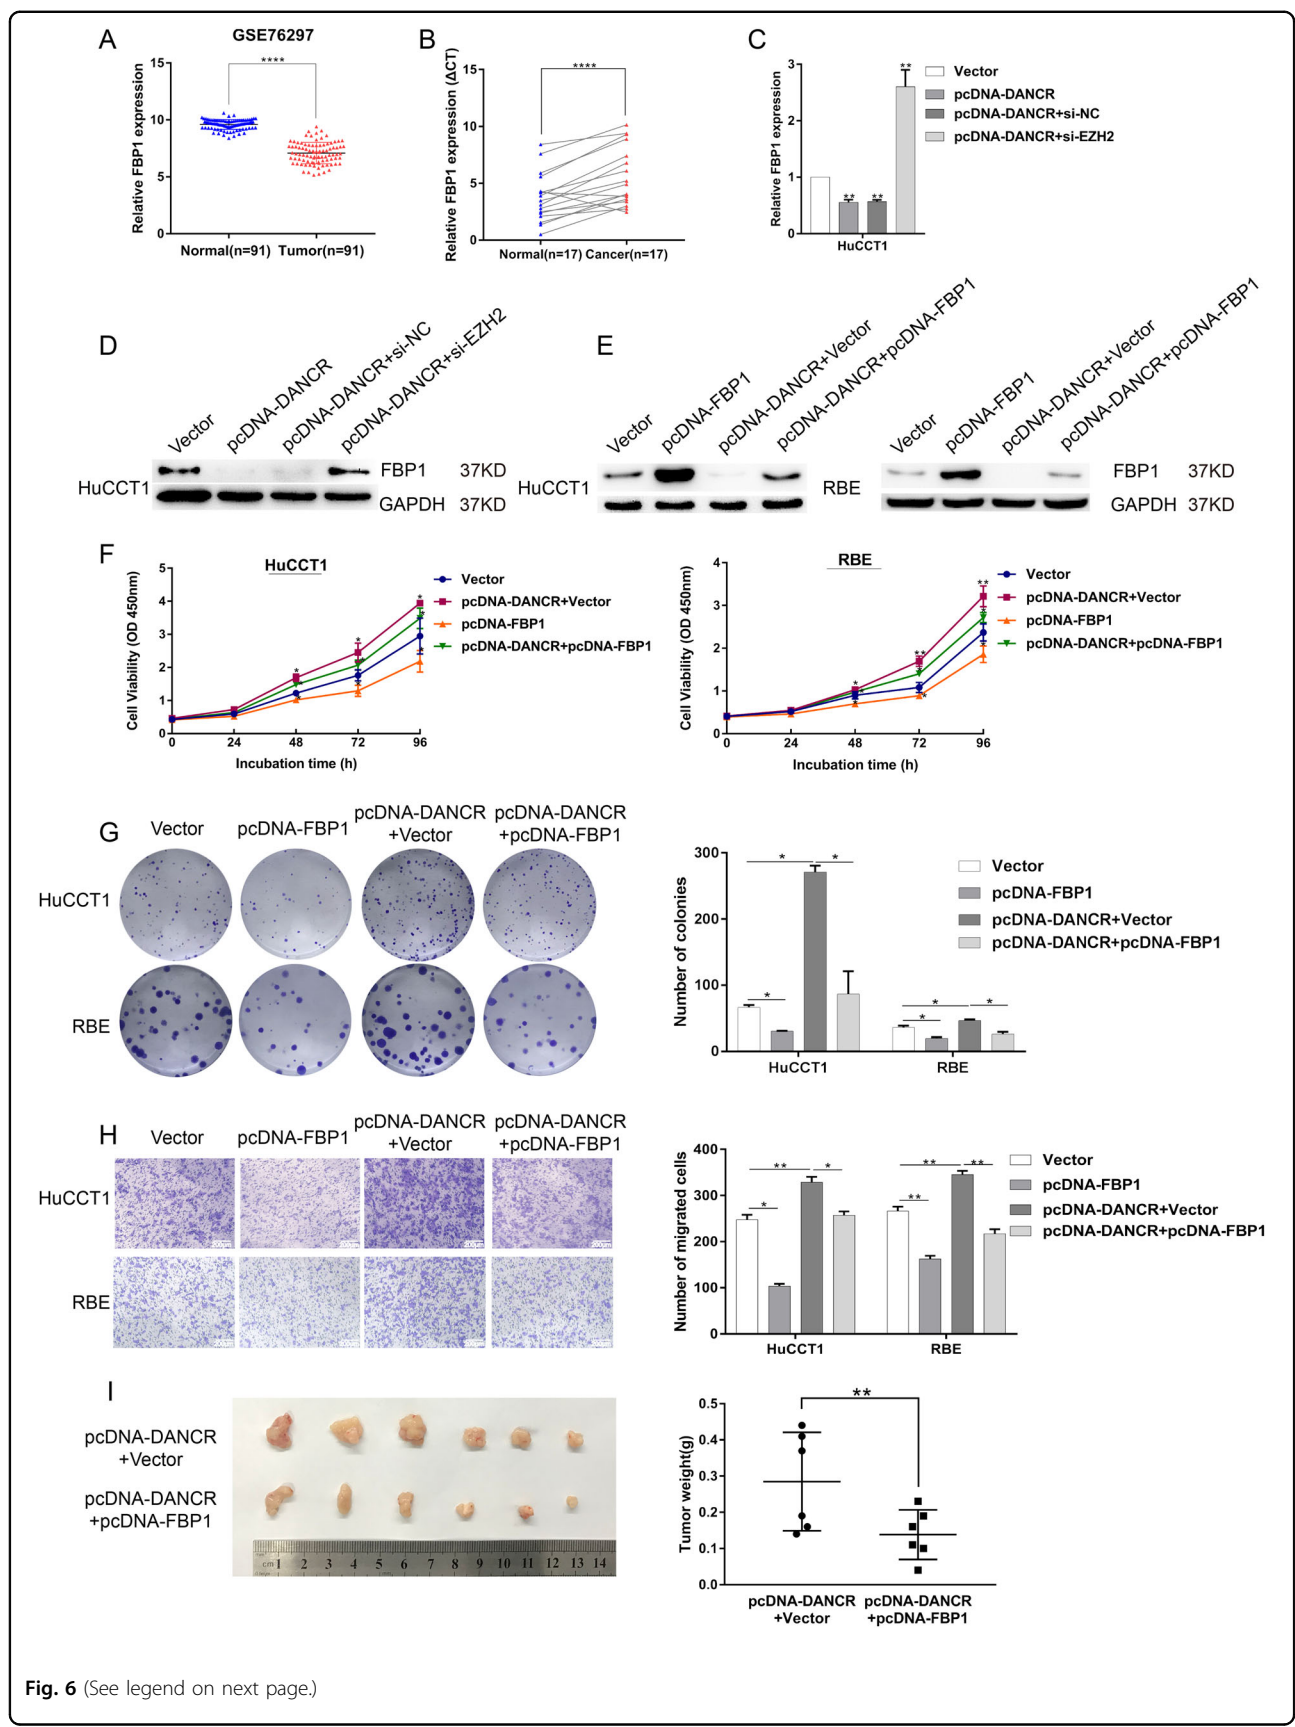 A
GSE76297
****
Relative FBP1 expression
15
10
5
0
Normal(n=91) Tumor(n=91)
B
****
Relative FBP1 expression (ΔCT)
15
10
5
0
Normal(n=17) Cancer(n=17)
C
Relative FBP1 expression
3
2
1
0
** ** **
HuCCT1
Vector
pcDNA-DANCR
pcDNA-DANCR+si-NC
pcDNA-DANCR+si-EZH2
D
Vector
pcDNA-DANCR
pcDNA-DANCR+si-NC
pcDNA-DANCR+si-EZH2
HuCCT1
FBP1 37KD
GAPDH 37KD
E
Vector
pcDNA-FBP1
pcDNA-DANCR+Vector
pcDNA-DANCR+pcDNA-FBP1
HuCCT1
Vector
pcDNA-FBP1
pcDNA-DANCR+Vector
pcDNA-DANCR+pcDNA-FBP1
RBE
FBP1 37KD
GAPDH 37KD
F
HuCCT1
Cell Viability (OD 450nm)
5
4
3
2
1
0
0 24 48 72 96
Incubation time (h)
Vector
pcDNA-DANCR+Vector
pcDNA-FBP1
pcDNA-DANCR+pcDNA-FBP1
RBE
Cell Viability (OD 450nm)
4
3
2
1
0
0 24 48 72 96
Incubation time (h)
Vector
pcDNA-DANCR+Vector
pcDNA-FBP1
pcDNA-DANCR+pcDNA-FBP1
G
Vector
pcDNA-FBP1
pcDNA-DANCR
+Vector
pcDNA-DANCR
+pcDNA-FBP1
HuCCT1
RBE
Number of colonies
300
200
100
0
* * *
* * *
HuCCT1 RBE
Vector
pcDNA-FBP1
pcDNA-DANCR+Vector
pcDNA-DANCR+pcDNA-FBP1
H
Vector
pcDNA-FBP1
pcDNA-DANCR
+Vector
pcDNA-DANCR
+pcDNA-FBP1
HuCCT1
RBE
Number of migrated cells
400
300
200
100
0
** * *
** ** **
HuCCT1 RBE
Vector
pcDNA-FBP1
pcDNA-DANCR+Vector
pcDNA-DANCR+pcDNA-FBP1
I
pcDNA-DANCR
+Vector
pcDNA-DANCR
+pcDNA-FBP1
cm 1 2 3 4 5 6 7 8 9 10 11 12 13 14
**
Tumor weight(g)
0.5
0.4
0.3
0.2
0.1
0.0
pcDNA-DANCR
+Vector
pcDNA-DANCR
+pcDNA-FBP1
Fig. 6 (See legend on next page.)